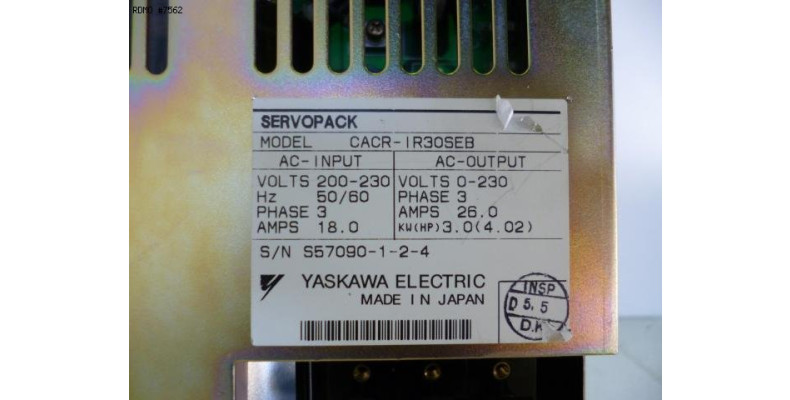 RDMO #7562
SERVOPACK
MODEL CACR-IR30SEB
AC-INPUT AC-OUTPUT
VOLTS 200-230 VOLTS 0-230
Hz 50/60 PHASE 3
PHASE 3 AMPS 26.0
AMPS 18.0 KW(HP)3.0(4.02)
S/N S57090-1-2-4
YASKAWA ELECTRIC
MADE IN JAPAN
INSP
D 5.5